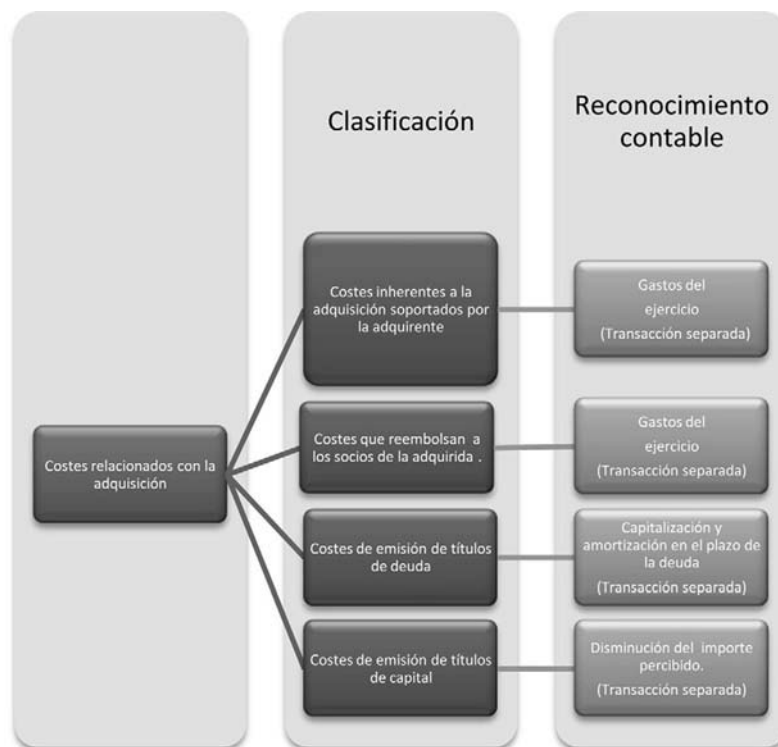 Clasificación
Reconocimiento
contable
Costes relacionados con la
adquisición
Costes inherentes a la
adquisición soportados por
la adquirente
Gastos del
ejercicio
(Transacción separada)
Costes que reembolsan a
los socios de la adquirida .
Gastos del
ejercicio
(Transacción separada)
Costes de emisión de títulos
de deuda
Capitalización y
amortización en el plazo de
la deuda
(Transacción separada)
Costes de emisión de títulos
de capital
Disminución del importe
percibido.
(Transacción separada)